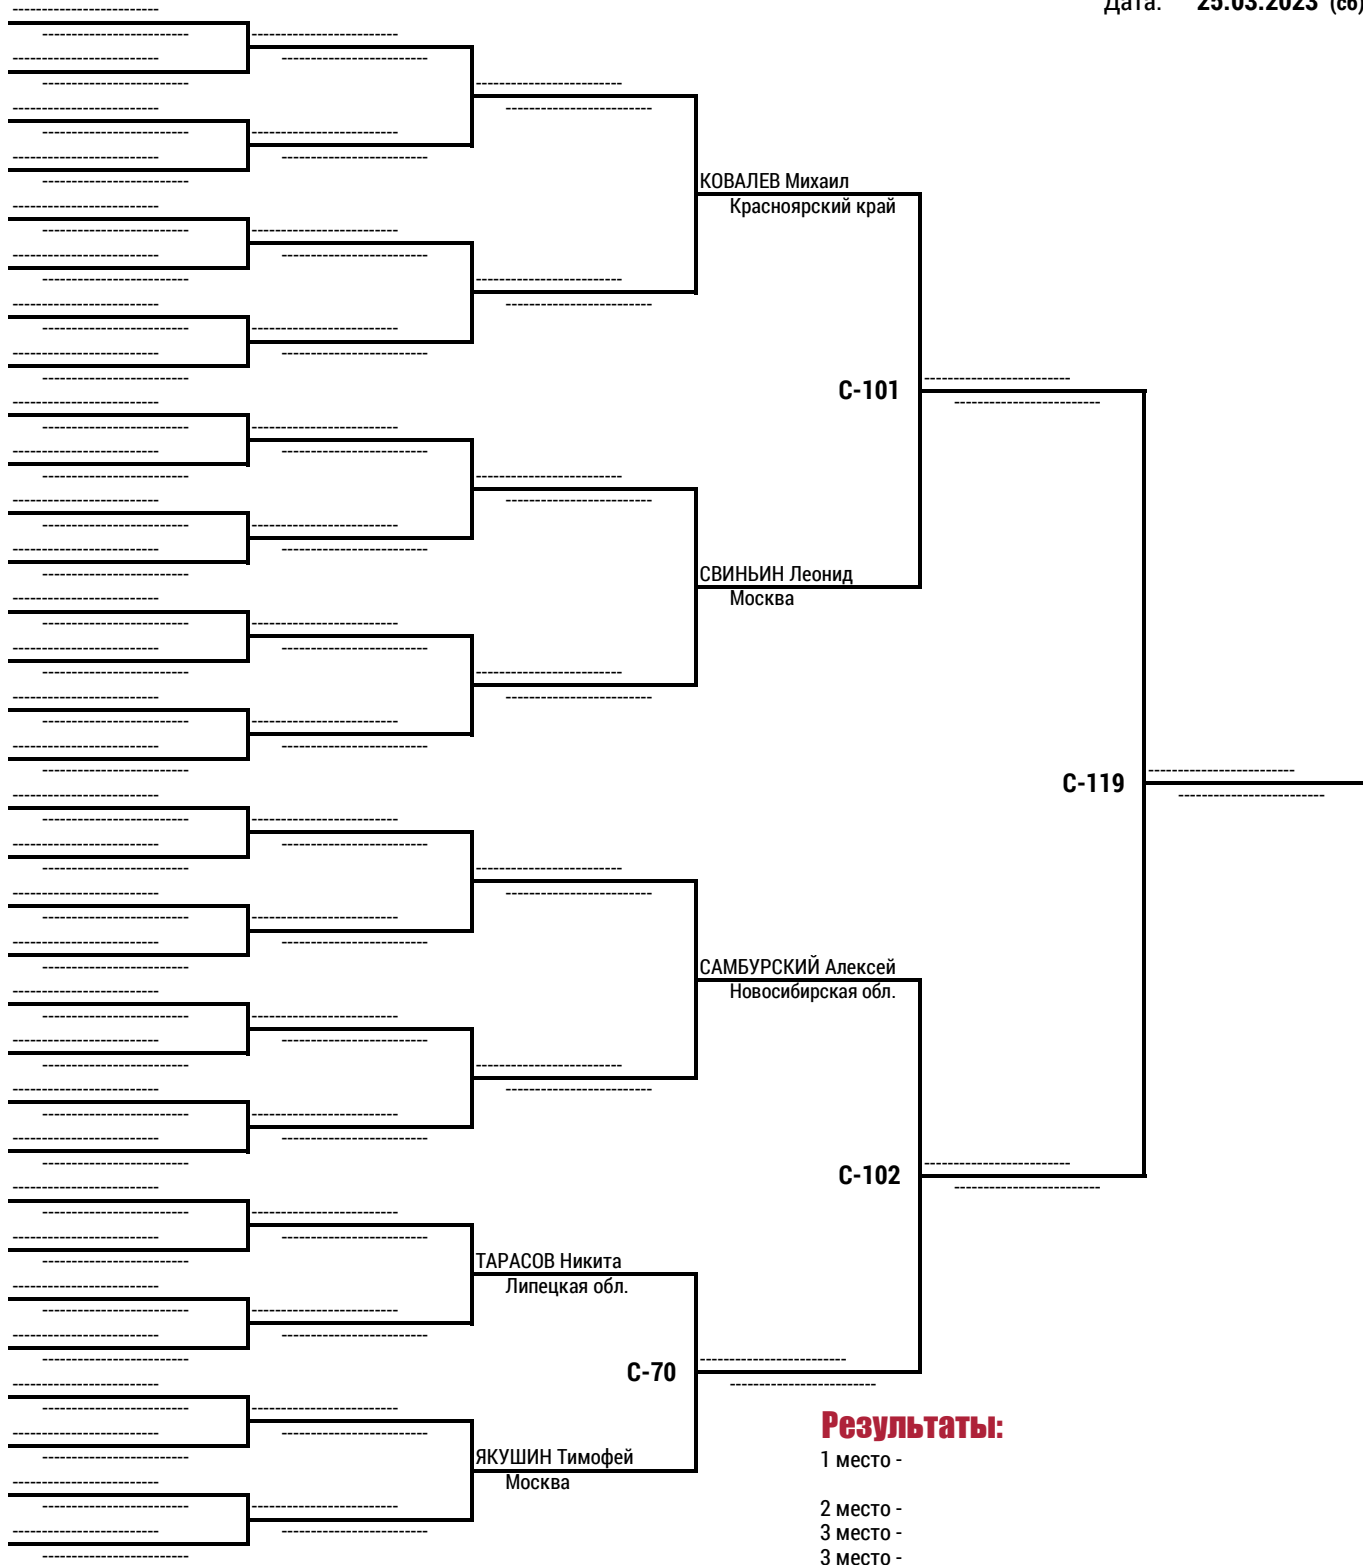 Дата: 25.03.2023 (сб)
КОВАЛЕВ Михаил
Красноярский край
С-101
СВИНЬИН Леонид
Москва
С-119
САМБУРСКИЙ Алексей
Новосибирская обл.
С-102
ТАРАСОВ Никита
Липецкая обл.
С-70
ЯКУШИН Тимофей
Москва
Результаты:
1 место -
2 место -
3 место -
3 место -